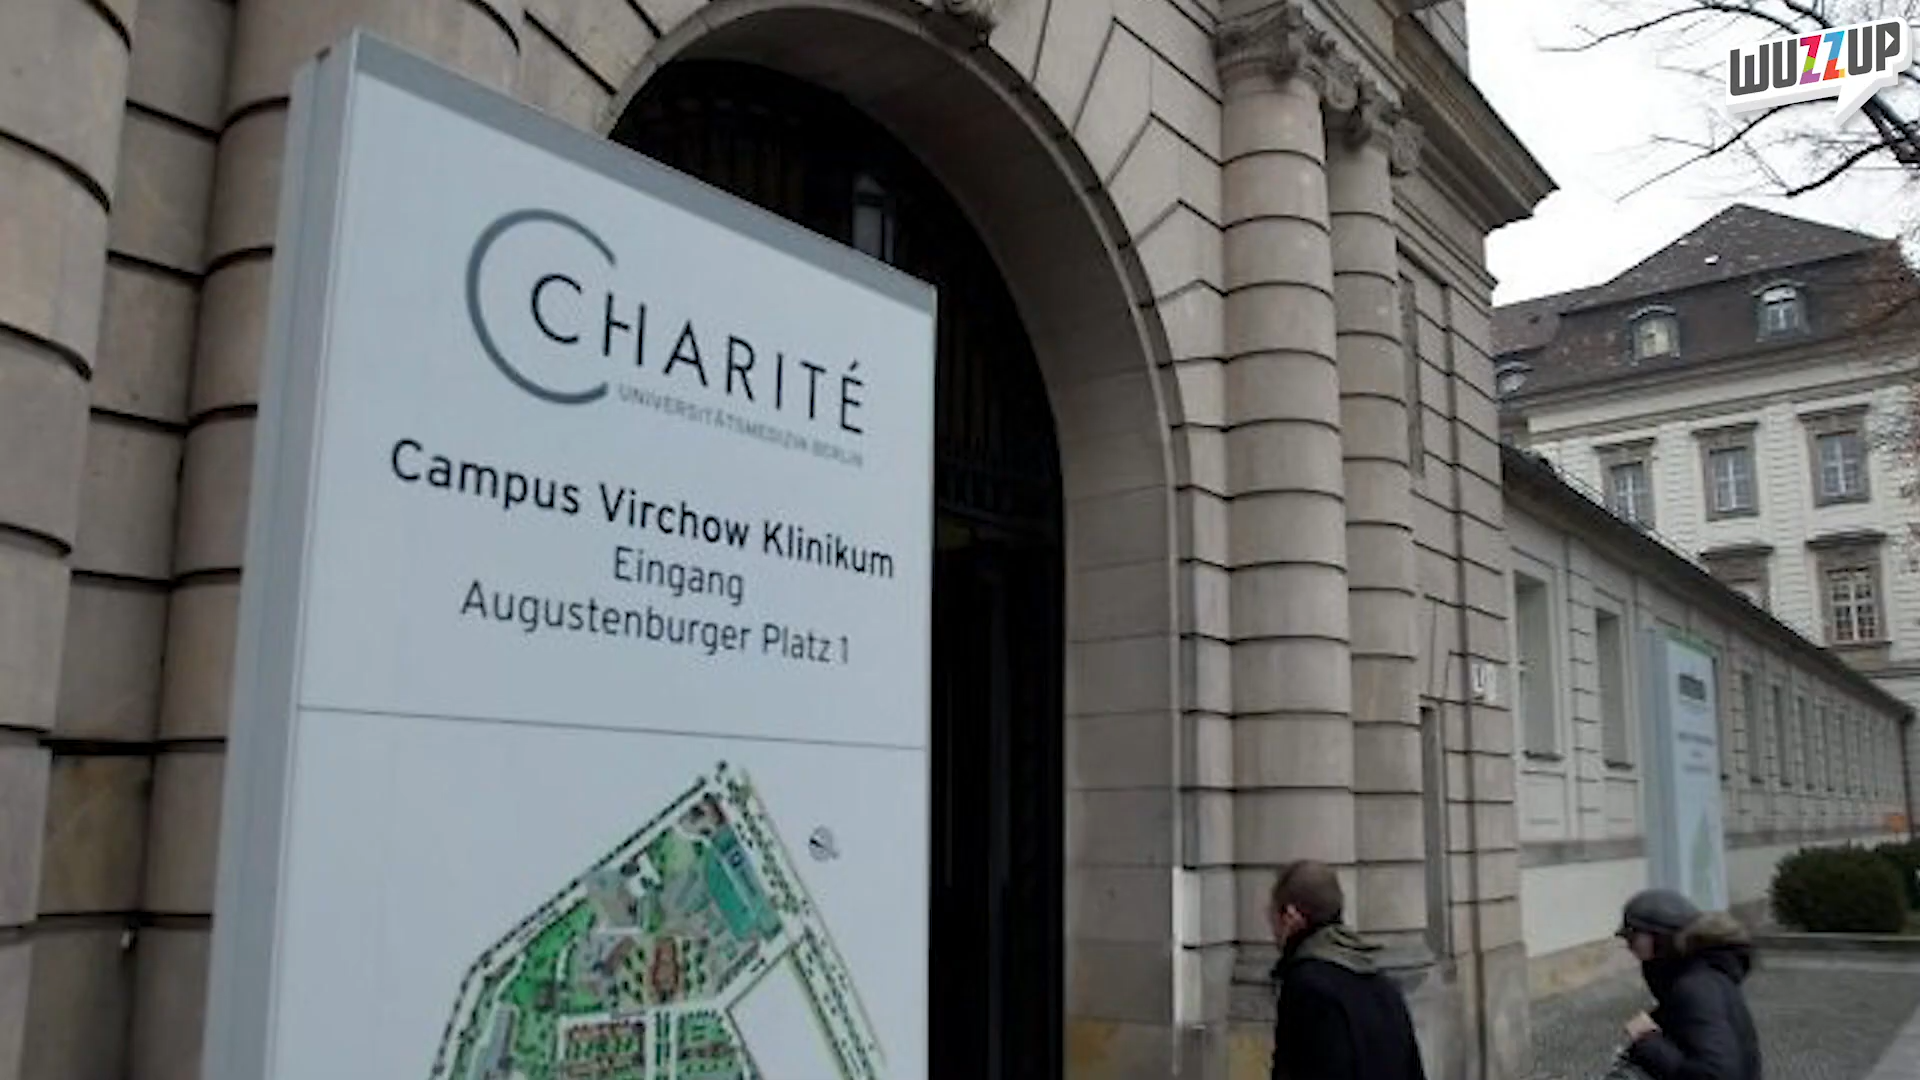 WUZZUP
CHARITÉ
UNIVERSITÄTSMEDIZIN BERLIN
Campus Virchow Klinikum
Eingang
Augustenburger Platz 1